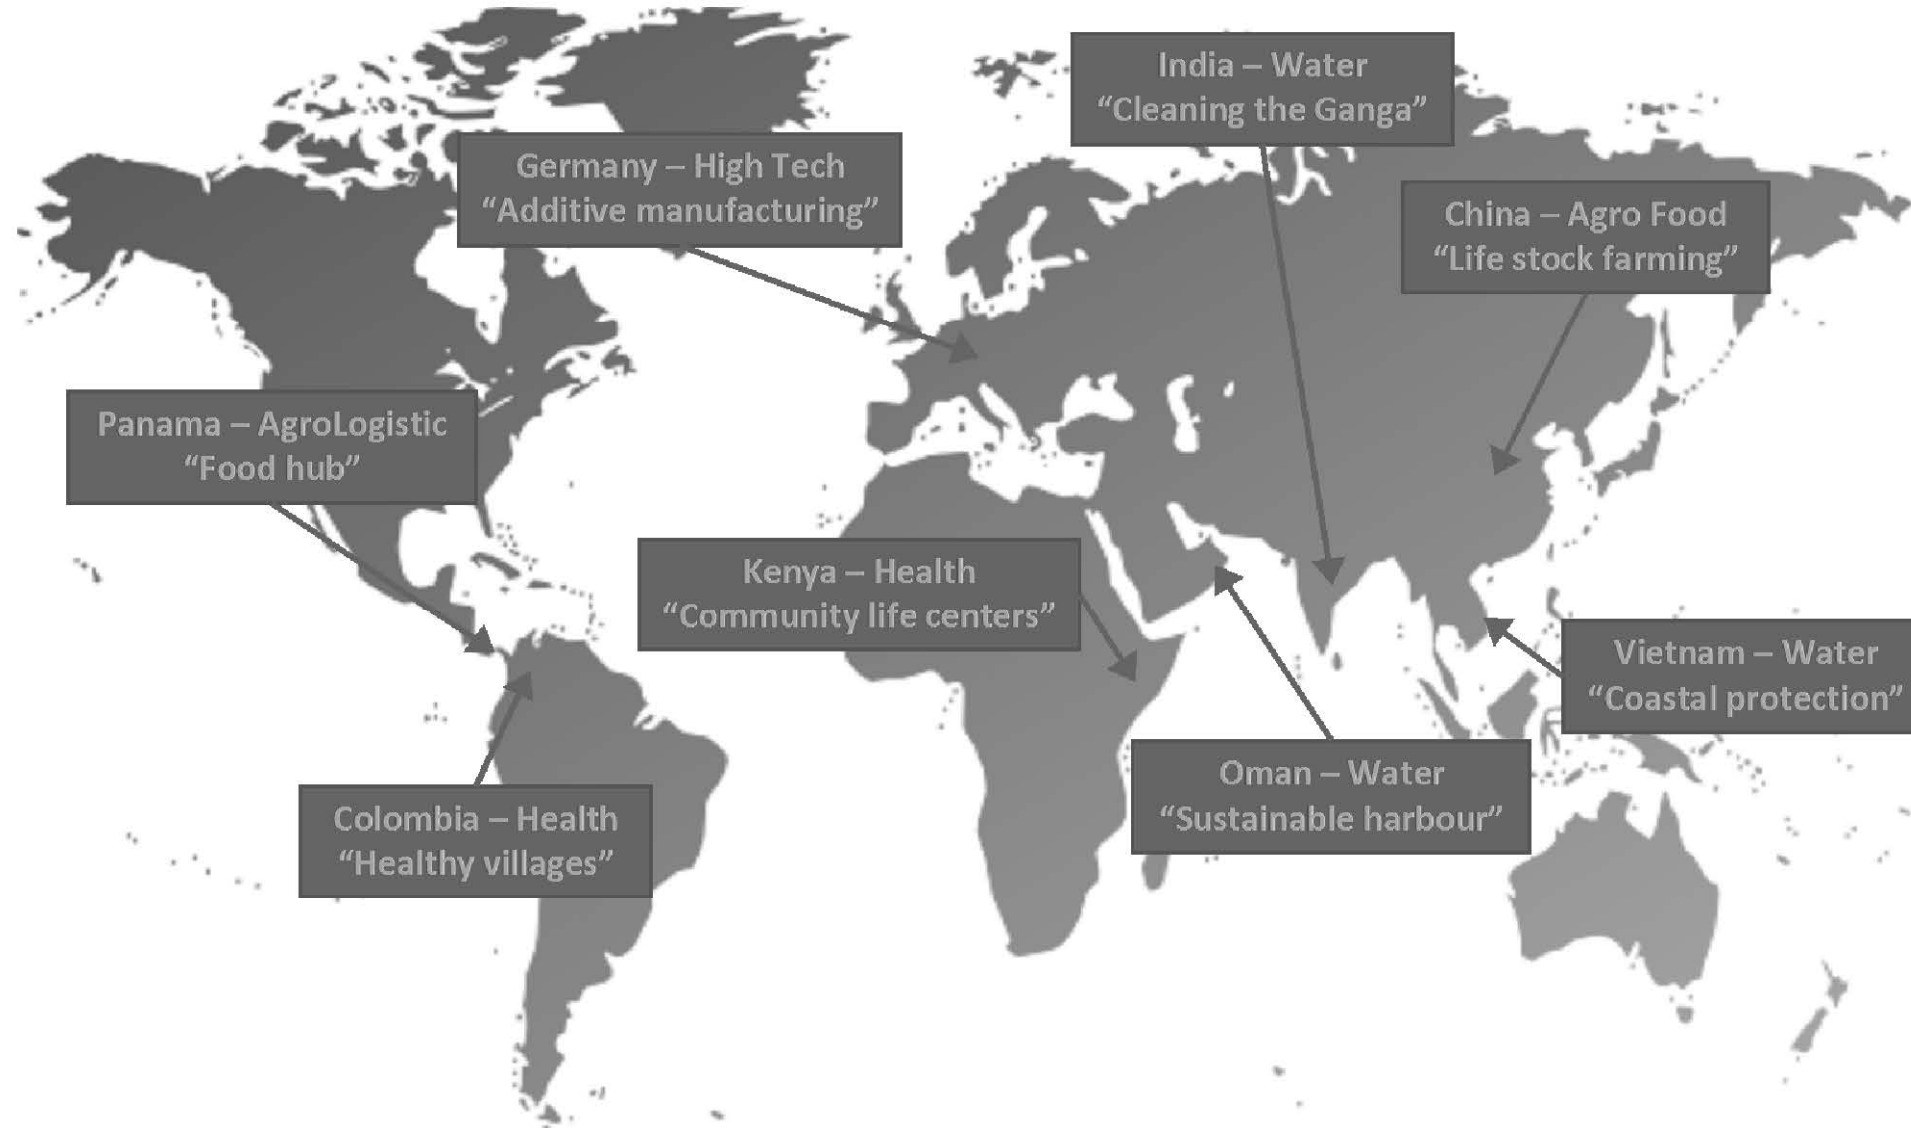 India – Water
“Cleaning the Ganga”
Germany – High Tech
“Additive manufacturing”
China – Agro Food
“Life stock farming”
Panama – AgroLogistic
“Food hub”
Kenya – Health
“Community life centers”
Vietnam – Water
“Coastal protection”
Oman – Water
“Sustainable harbour”
Colombia – Health
“Healthy villages”